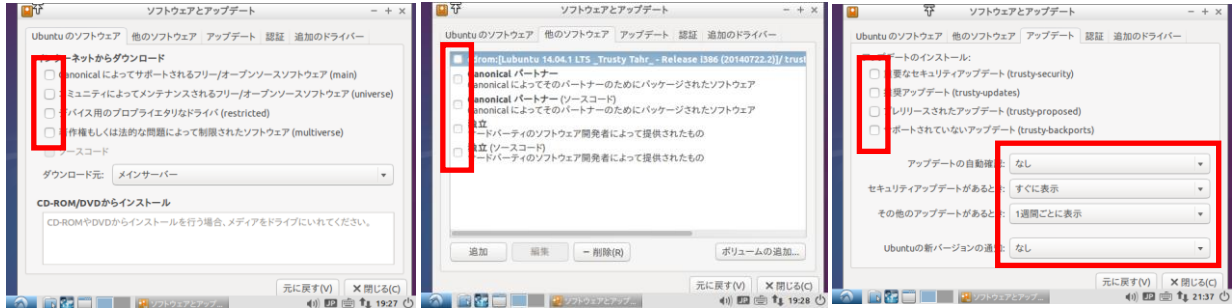 ソフトウェアとアップデート
Ubuntu のソフトウェア 他のソフトウェア アップデート 認証 追加のドライバー
インターネットからダウンロード
Canonical によってサポートされるフリー/オープンソースソフトウェア (main)
コミュニティによってメンテナンスされるフリー/オープンソースソフトウェア (universe)
デバイス用のプロプライエタリなドライバ (restricted)
著作権もしくは法的な問題によって制限されたソフトウェア (multiverse)
ソースコード
ダウンロード元: メインサーバー
CD-ROM/DVDからインストール
CD-ROMやDVDからインストールを行う場合、メディアをドライブにいれてください。
元に戻す(V) ×閉じる(C)
ソフトウェアとアップ...
JP 19:27
ソフトウェアとアップデート
Ubuntu のソフトウェア 他のソフトウェア アップデート 認証 追加のドライバー
cdrom:[Lubuntu 14.04.1 LTS _Trusty Tahr_ - Release i386 (20140722.2)]/ trust
Canonical パートナー
Canonical によってそのパートナーのためにパッケージされたソフトウェア
Canonical パートナー (ソースコード)
Canonical によってそのパートナーのためにパッケージされたソフトウェア
独立
サードパーティのソフトウェア開発者によって提供されたもの
独立 (ソースコード)
サードパーティのソフトウェア開発者によって提供されたもの
追加 編集 − 削除(R) ボリュームの追加...
元に戻す(V) ×閉じる(C)
ソフトウェアとアップ...
JP 19:28
ソフトウェアとアップデート
Ubuntu のソフトウェア 他のソフトウェア アップデート 認証 追加のドライバー
アップデートのインストール:
重要なセキュリティアップデート (trusty-security)
推奨アップデート (trusty-updates)
プレリリースされたアップデート (trusty-proposed)
サポートされていないアップデート (trusty-backports)
アップデートの自動確認: なし
セキュリティアップデートがあるとき: すぐに表示
その他のアップデートがあるとき: 1週間ごとに表示
Ubuntuの新バージョンの通知: なし
元に戻す(V) ×閉じる(C)
ソフトウェアとアップ...
JP 21:37